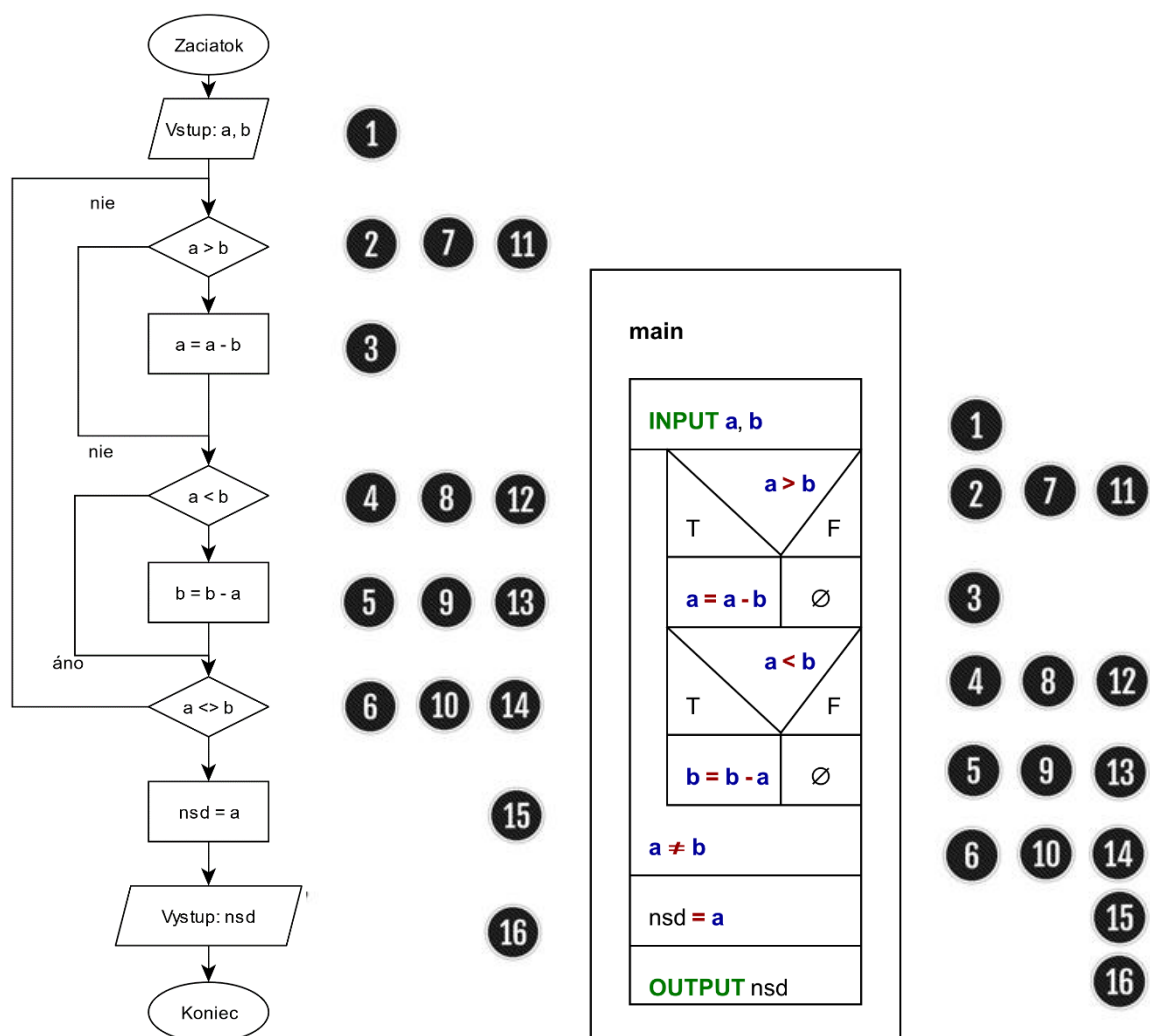 Zaciatok
Vstup: a, b
1
nie
a > b
2 7 11
a = a - b
3
nie
a < b
4 8 12
b = b - a
5 9 13
áno
a <> b
6 10 14
nsd = a
15
Vystup: nsd
16
Koniec
main
INPUT a, b
1
a > b
T F
2 7 11
a = a - b ∅
3
a < b
T F
4 8 12
b = b - a ∅
5 9 13
a ≠ b
6 10 14
nsd = a
15
OUTPUT nsd
16